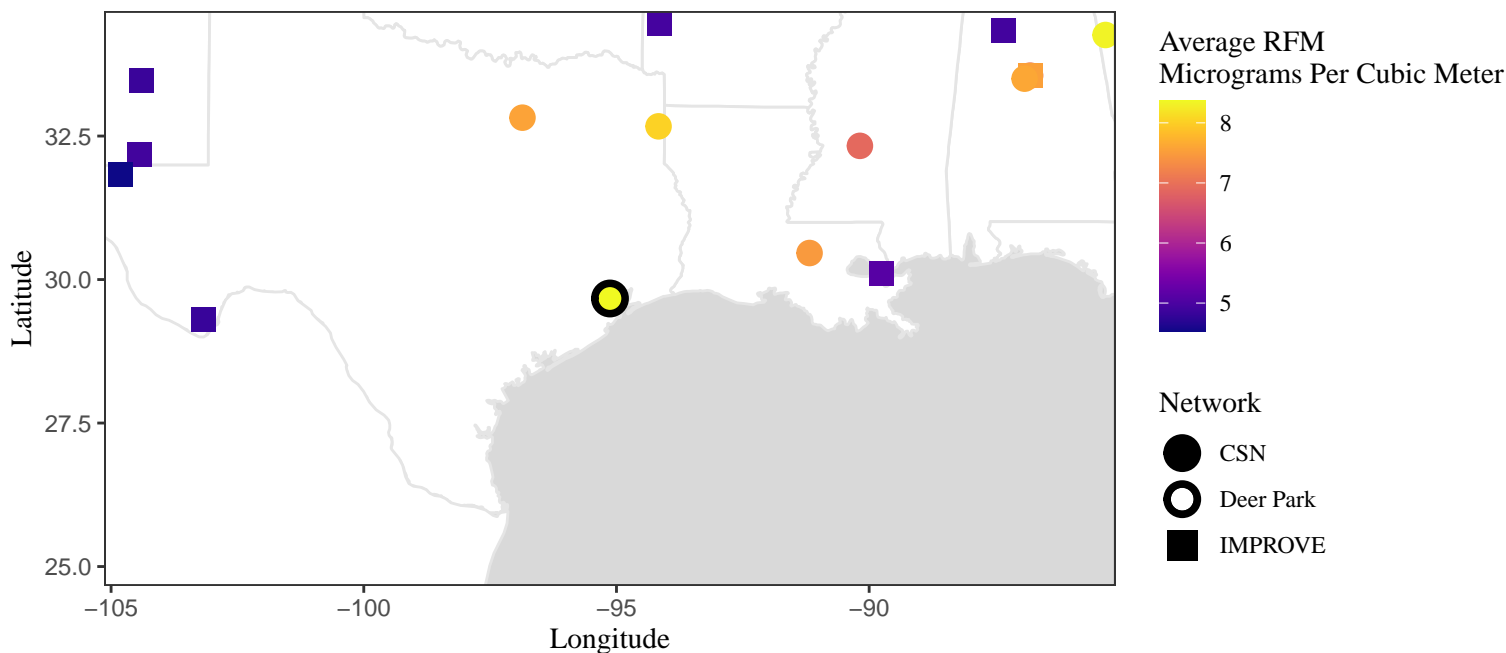 Average RFM
Micrograms Per Cubic Meter
8
7
6
5
Network
CSN
Deer Park
IMPROVE
Latitude
32.5
30.0
27.5
25.0
−105
−100
−95
−90
Longitude